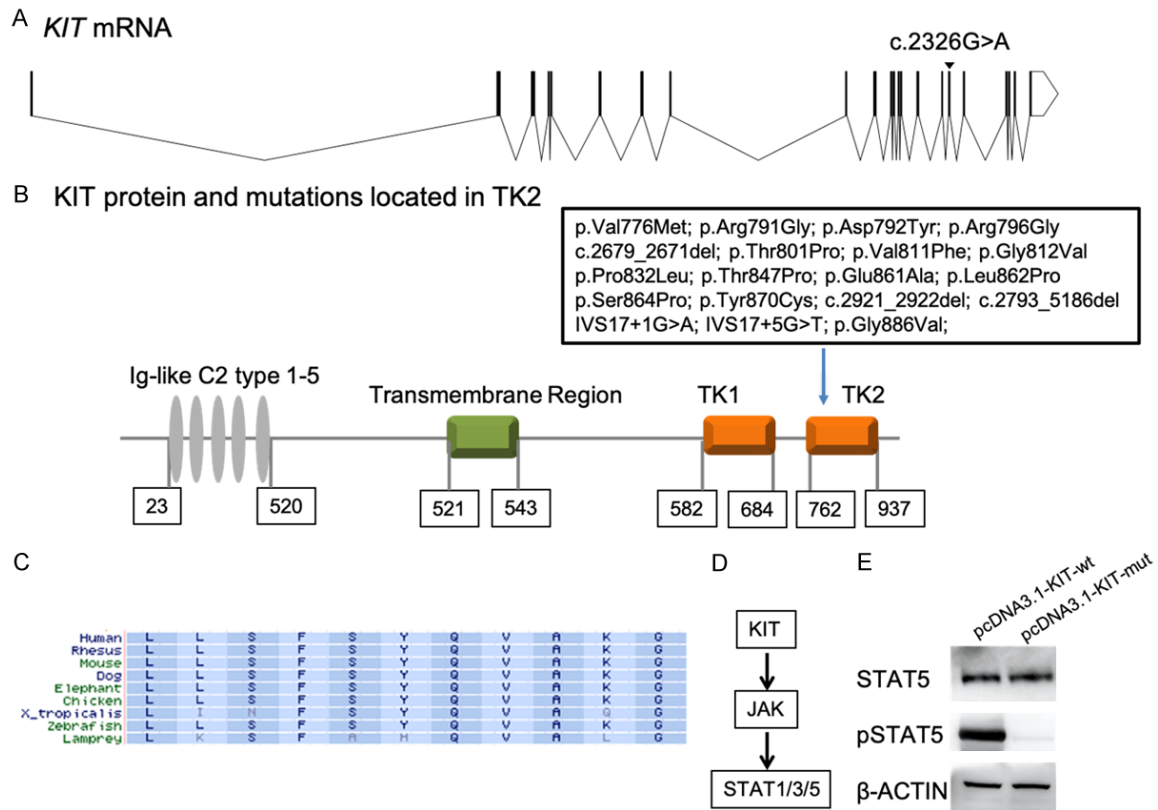 A
KIT mRNA
c.2326G>A
B
KIT protein and mutations located in TK2
p.Val776Met; p.Arg791Gly; p.Asp792Tyr; p.Arg796Gly
c.2679_2671del; p.Thr801Pro; p.Val811Phe; p.Gly812Val
p.Pro832Leu; p.Thr847Pro; p.Glu861Ala; p.Leu862Pro
p.Ser864Pro; p.Tyr870Cys; c.2921_2922del; c.2793_5186del
IVS17+1G>A; IVS17+5G>T; p.Gly886Val;
Ig-like C2 type 1-5
Transmembrane Region
TK1
TK2
23
520
521
543
582
684
762
937
C
Human L L S F S Y Q V A K G
Rhesus L L S F S Y Q V A K G
Mouse L L S F S Y Q V A K G
Dog L L S F S Y Q V A K G
Elephant L L S F S Y Q V A K G
Chicken L L S F S Y Q V A K G
X_tropicalis L I N F S Y Q V A Q G
Zebrafish L L S F S Y Q V A K G
Lamprey L K S F A H Q V A L G
D
KIT
JAK
STAT1/3/5
E
pcDNA3.1-KIT-wt
pcDNA3.1-KIT-mut
STAT5
pSTAT5
β-ACTIN